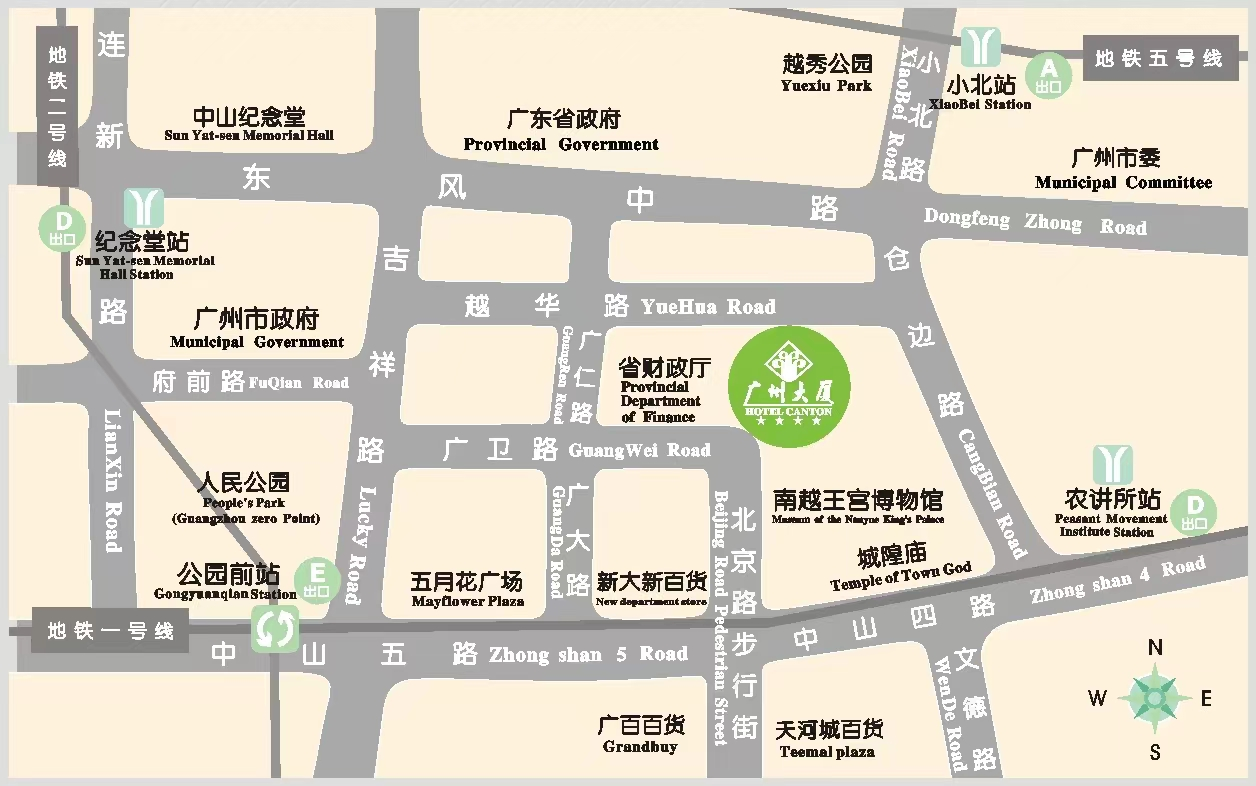 地铁二号线
连新路
LianXin Road
中山纪念堂
Sun Yat-sen Memorial Hall
广东省政府
Provincial Government
越秀公园
Yuexiu Park
小北路
XiaoBei Road
小北站
XiaoBei Station
A
出口
地铁五号线
广州市委
Municipal Committee
东风中路
Dongfeng Zhong Road
D
出口
纪念堂站
Sun Yat-sen Memorial
Hall Station
吉祥路
Lucky Road
仓边路
CangBian Road
越华路 YueHua Road
广州市政府
Municipal Government
府前路 FuQian Road
广仁路
GuangRen Road
省财政厅
Provincial
Department
of Finance
广州大厦
HOTEL CANTON
广卫路 GuangWei Road
人民公园
People's Park
(Guangzhou zero Point)
广大路
GuangDa Road
北京路步行街
Beijing Road Pedestrian Street
南越王宫博物馆
Museum of the Nanyue King's Palace
农讲所站
Peasant Movement
Institute Station
D
出口
城隍庙
Temple of Town God
公园前站
Gongyuanqian Station
E
出口
五月花广场
Mayflower Plaza
新大新百货
New department store
地铁一号线
中山五路 Zhong shan 5 Road
中山四路 Zhong shan 4 Road
文德路
WenDe Road
广百百货
Grandbuy
天河城百货
Teemal plaza
N
W
E
S